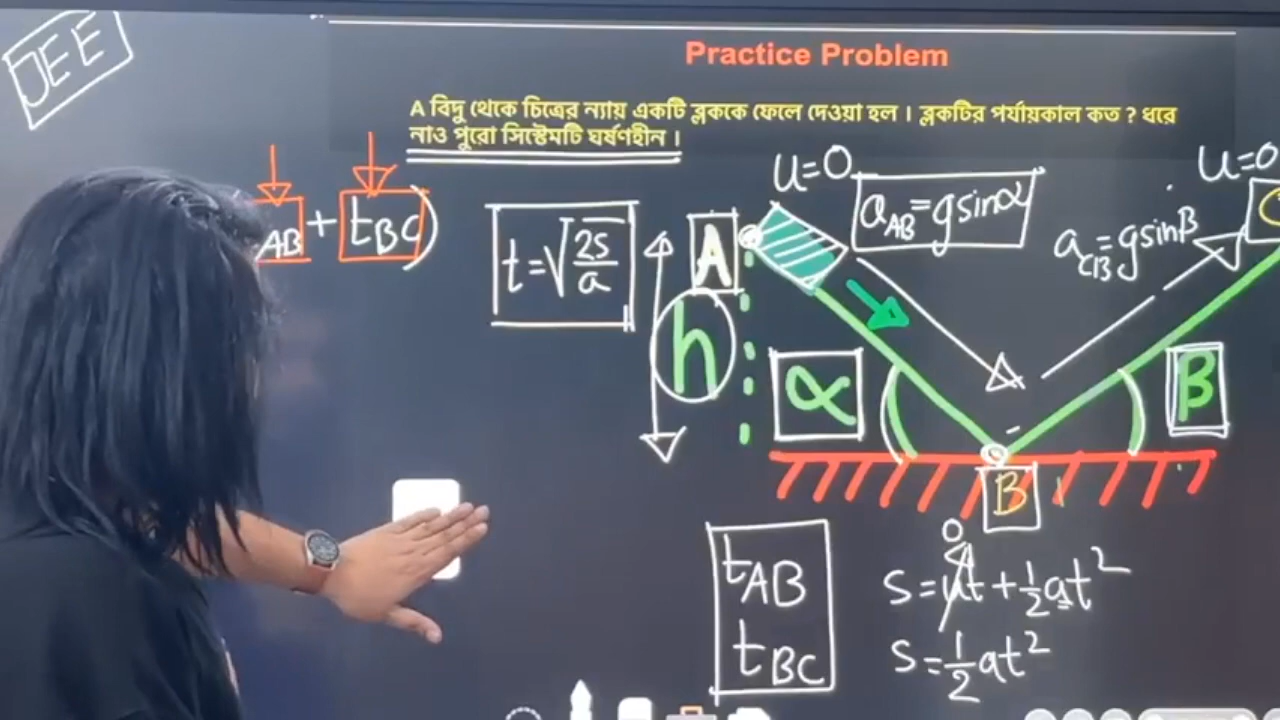 JEE
Practice Problem
A বিন্দু থেকে চিত্রের ন্যায় একটি ব্লককে ফেলে দেওয়া হল । ব্লকটির পর্যায়কাল কত ? ধরে
নাও পুরো সিস্টেমটি ঘর্ষণহীন ।
AB + tBC)
t=√2s/a
A
u=0
aAB=gsinα
aCB=gsinβ
u=0
C
h
α
β
B
tAB
tBC
0
s=ut+½at²
s=½at²